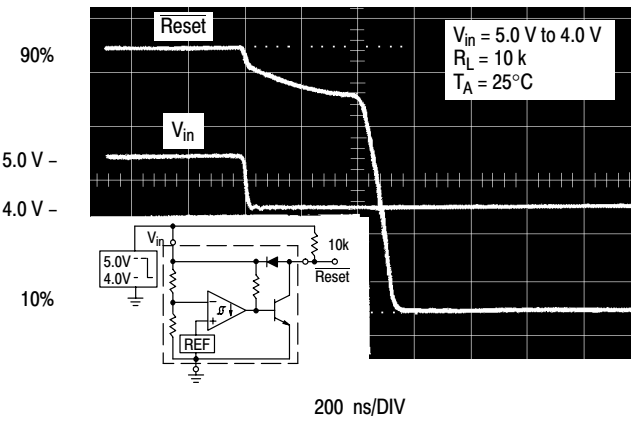 Reset
90%
V_in = 5.0 V to 4.0 V
R_L = 10 k
T_A = 25°C
V_in
5.0 V –
4.0 V –
V_in
10k
5.0V
4.0V
Reset
–
+
REF
10%
200 ns/DIV